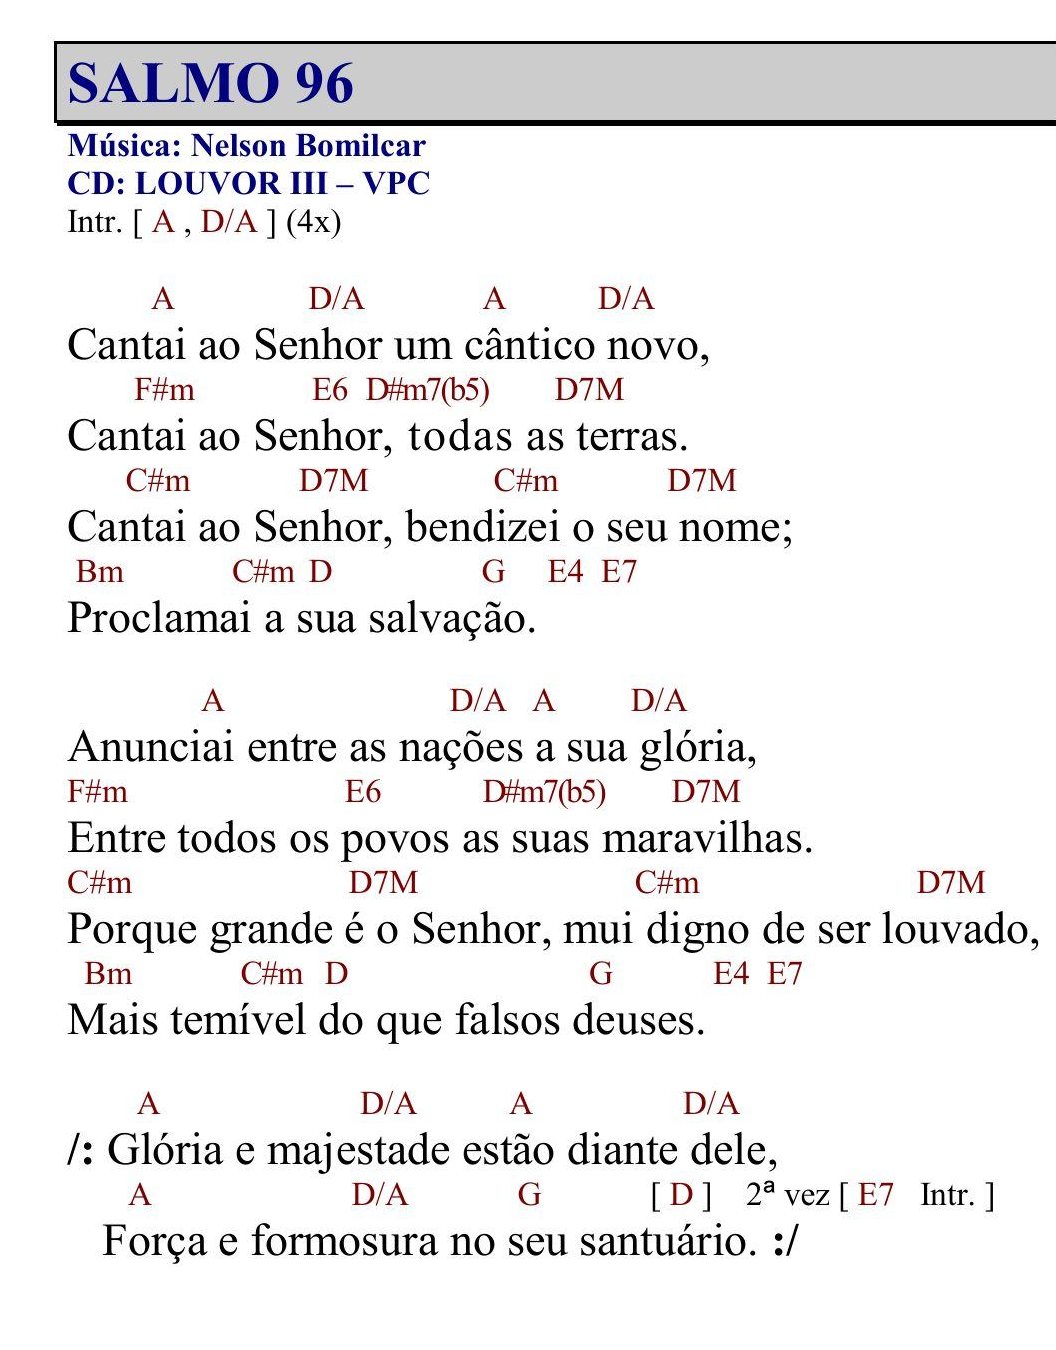 SALMO 96
Música: Nelson Bomilcar
CD: LOUVOR III – VPC
Intr. [ A , D/A ] (4x)
A D/A A D/A
Cantai ao Senhor um cântico novo,
F#m E6 D#m7(b5) D7M
Cantai ao Senhor, todas as terras.
C#m D7M C#m D7M
Cantai ao Senhor, bendizei o seu nome;
Bm C#m D G E4 E7
Proclamai a sua salvação.
A D/A A D/A
Anunciai entre as nações a sua glória,
F#m E6 D#m7(b5) D7M
Entre todos os povos as suas maravilhas.
C#m D7M C#m D7M
Porque grande é o Senhor, mui digno de ser louvado,
Bm C#m D G E4 E7
Mais temível do que falsos deuses.
A D/A A D/A
/: Glória e majestade estão diante dele,
A D/A G [ D ] 2ª vez [ E7 Intr. ]
Força e formosura no seu santuário. :/